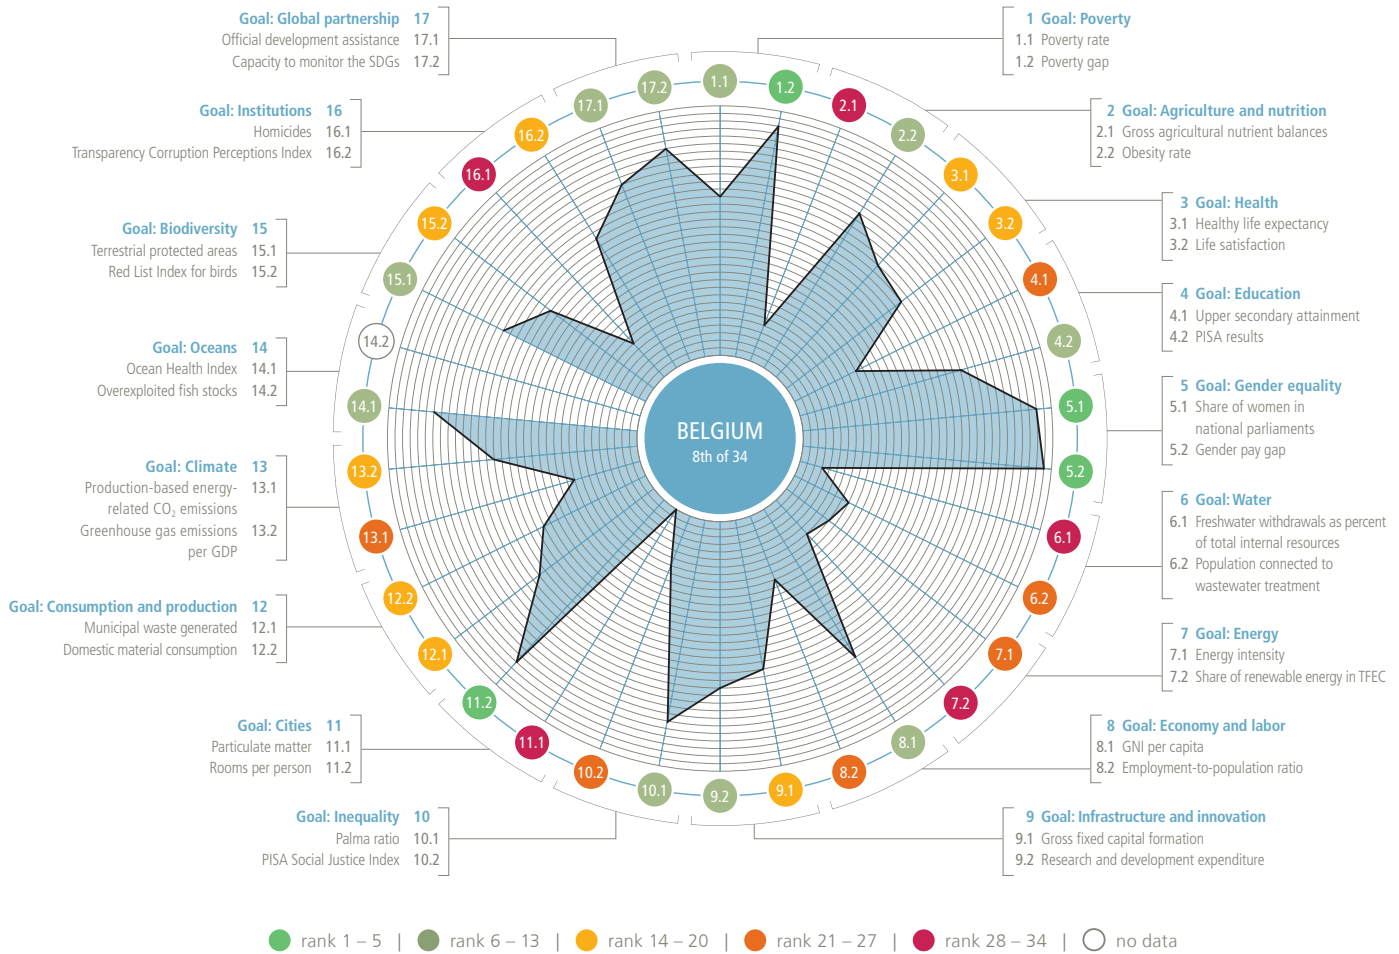 Goal: Global partnership 17
Official development assistance 17.1
Capacity to monitor the SDGs 17.2
Goal: Institutions 16
Homicides 16.1
Transparency Corruption Perceptions Index 16.2
Goal: Biodiversity 15
Terrestrial protected areas 15.1
Red List Index for birds 15.2
Goal: Oceans 14
Ocean Health Index 14.1
Overexploited fish stocks 14.2
Goal: Climate 13
Production-based energy- 13.1
related CO₂ emissions
Greenhouse gas emissions 13.2
per GDP
Goal: Consumption and production 12
Municipal waste generated 12.1
Domestic material consumption 12.2
Goal: Cities 11
Particulate matter 11.1
Rooms per person 11.2
Goal: Inequality 10
Palma ratio 10.1
PISA Social Justice Index 10.2
1 Goal: Poverty
1.1 Poverty rate
1.2 Poverty gap
2 Goal: Agriculture and nutrition
2.1 Gross agricultural nutrient balances
2.2 Obesity rate
3 Goal: Health
3.1 Healthy life expectancy
3.2 Life satisfaction
4 Goal: Education
4.1 Upper secondary attainment
4.2 PISA results
5 Goal: Gender equality
5.1 Share of women in
national parliaments
5.2 Gender pay gap
6 Goal: Water
6.1 Freshwater withdrawals as percent
of total internal resources
6.2 Population connected to
wastewater treatment
7 Goal: Energy
7.1 Energy intensity
7.2 Share of renewable energy in TFEC
8 Goal: Economy and labor
8.1 GNI per capita
8.2 Employment-to-population ratio
9 Goal: Infrastructure and innovation
9.1 Gross fixed capital formation
9.2 Research and development expenditure
1.1
1.2
2.1
2.2
3.1
3.2
4.1
4.2
5.1
5.2
6.1
6.2
7.1
7.2
8.1
8.2
9.1
9.2
10.1
10.2
11.1
11.2
12.1
12.2
13.1
13.2
14.1
14.2
15.1
15.2
16.1
16.2
17.1
17.2
BELGIUM
8th of 34
rank 1 – 5 | rank 6 – 13 | rank 14 – 20 | rank 21 – 27 | rank 28 – 34 | no data